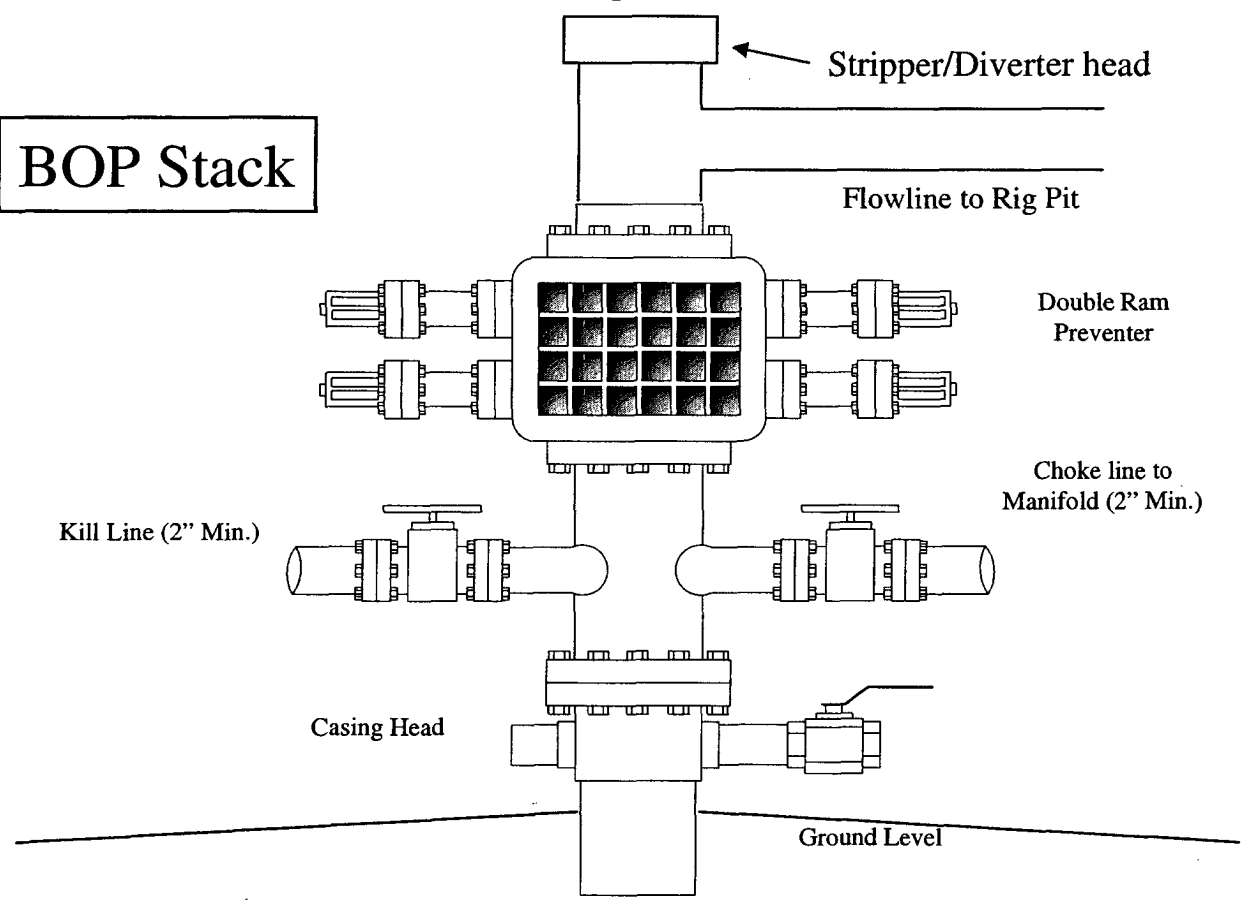 Stripper/Diverter head
BOP Stack
Flowline to Rig Pit
Double Ram
Preventer
Choke line to
Manifold (2” Min.)
Kill Line (2” Min.)
Casing Head
Ground Level